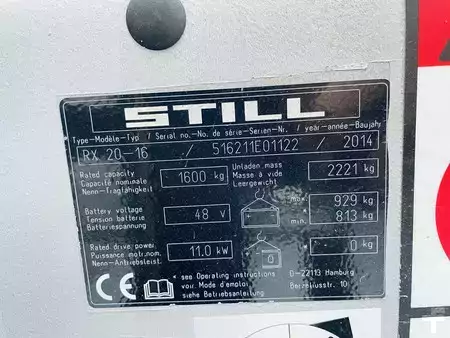 STILL
Type-Modèle-Typ / Serial no.-No. de série-Serien-Nr. / year-année-Baujahr
RX 20-16 / 516211E01122 / 2014
Rated capacity
Capacité nominale
Nenn-Tragfähigkeit
1600 kg
Unladen mass
Masse à vide
Leergewicht
2221 kg
Battery voltage
Tension batterie
Batteriespannung
48 V
max. 929 kg
min. 813 kg
Rated drive power
Puissance motr.nom.
Nenn-Antriebsleist.
11.0 kW
0
0 kg
* see Operating instructions
voir Mode d'emploi
siehe Betriebsanleitung
D-22113 Hamburg
Berzeliusstr. 10
CE